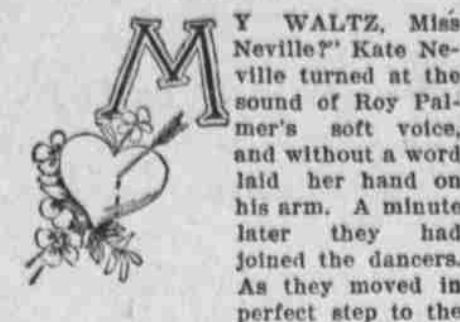 MY WALTZ, Miss
Neville?" Kate Ne-
ville turned at the
sound of Roy Pal-
mer's soft voice,
and without a word
laid her hand on
his arm. A minute
later they had
joined the dancers.
As they moved in
perfect step to the